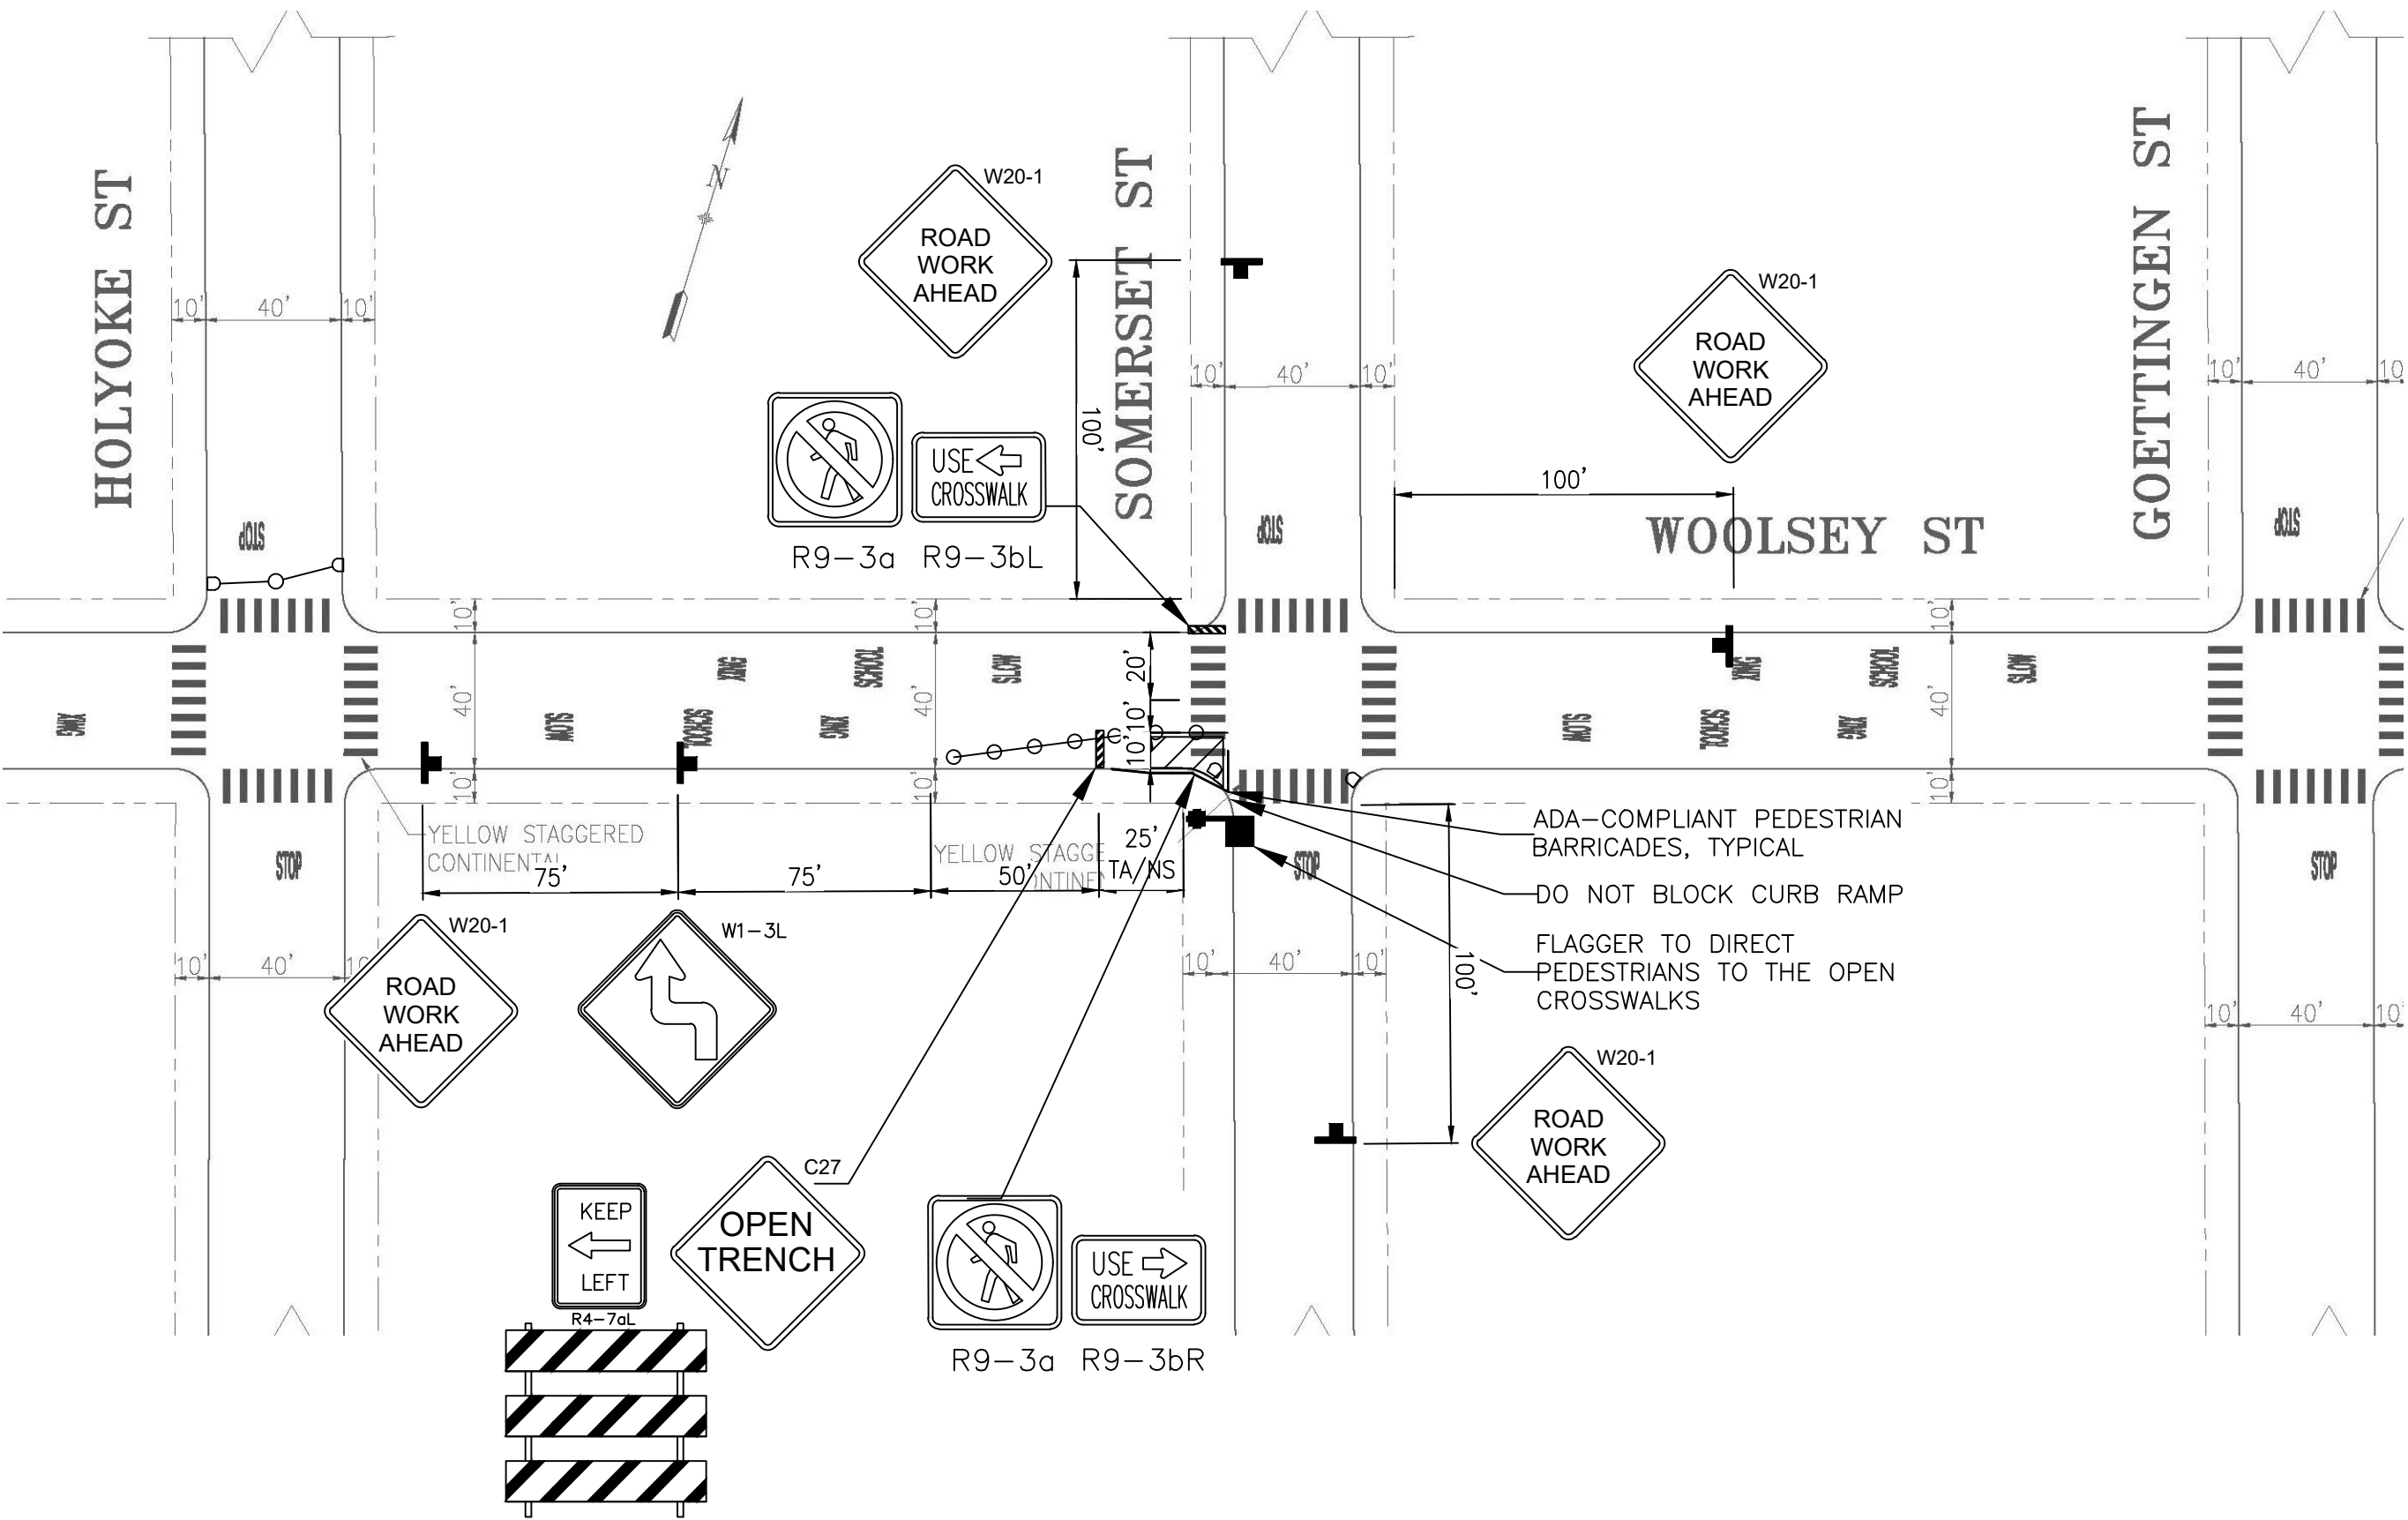 HOLYOKE ST
SOMERSET ST
GOETTINGEN ST
WOOLSEY ST
N
W20-1
ROAD
WORK
AHEAD
W20-1
ROAD
WORK
AHEAD
10' 40' 10'
10' 40' 10'
10' 40' 10
100'
100'
USE
CROSSWALK
R9-3a R9-3bL
STOP
STOP
STOP
10'
10'
10'
XING
SCHOOL
SLOW
20'
XING
SCHOOL
SLOW
40'
40'
40'
XING
SLOW
SCHOOL
XING
10'
10'
SLOW
SCHOOL
XING
10'
10'
10'
YELLOW STAGGERED
CONTINENTAL
YELLOW STAGGE
ONTINEN
75'
75'
50'
25'
TA/NS
STOP
STOP
STOP
ADA-COMPLIANT PEDESTRIAN
BARRICADES, TYPICAL
DO NOT BLOCK CURB RAMP
FLAGGER TO DIRECT
PEDESTRIANS TO THE OPEN
CROSSWALKS
10' 40' 10
10' 40' 10'
10' 40' 10'
100'
W20-1
ROAD
WORK
AHEAD
W1-3L
W20-1
ROAD
WORK
AHEAD
KEEP
LEFT
R4-7aL
C27
OPEN
TRENCH
USE
CROSSWALK
R9-3a R9-3bR